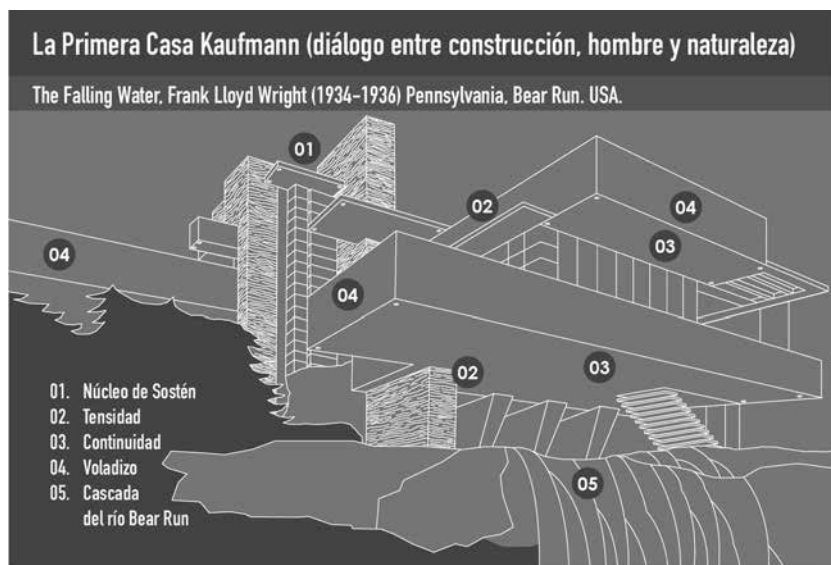 La Primera Casa Kaufmann (diálogo entre construcción, hombre y naturaleza)
The Falling Water, Frank Lloyd Wright (1934–1936) Pennsylvania, Bear Run. USA.
01
02
04
03
04
04
02
03
05
01. Núcleo de Sostén
02. Tensidad
03. Continuidad
04. Voladizo
05. Cascada
del río Bear Run